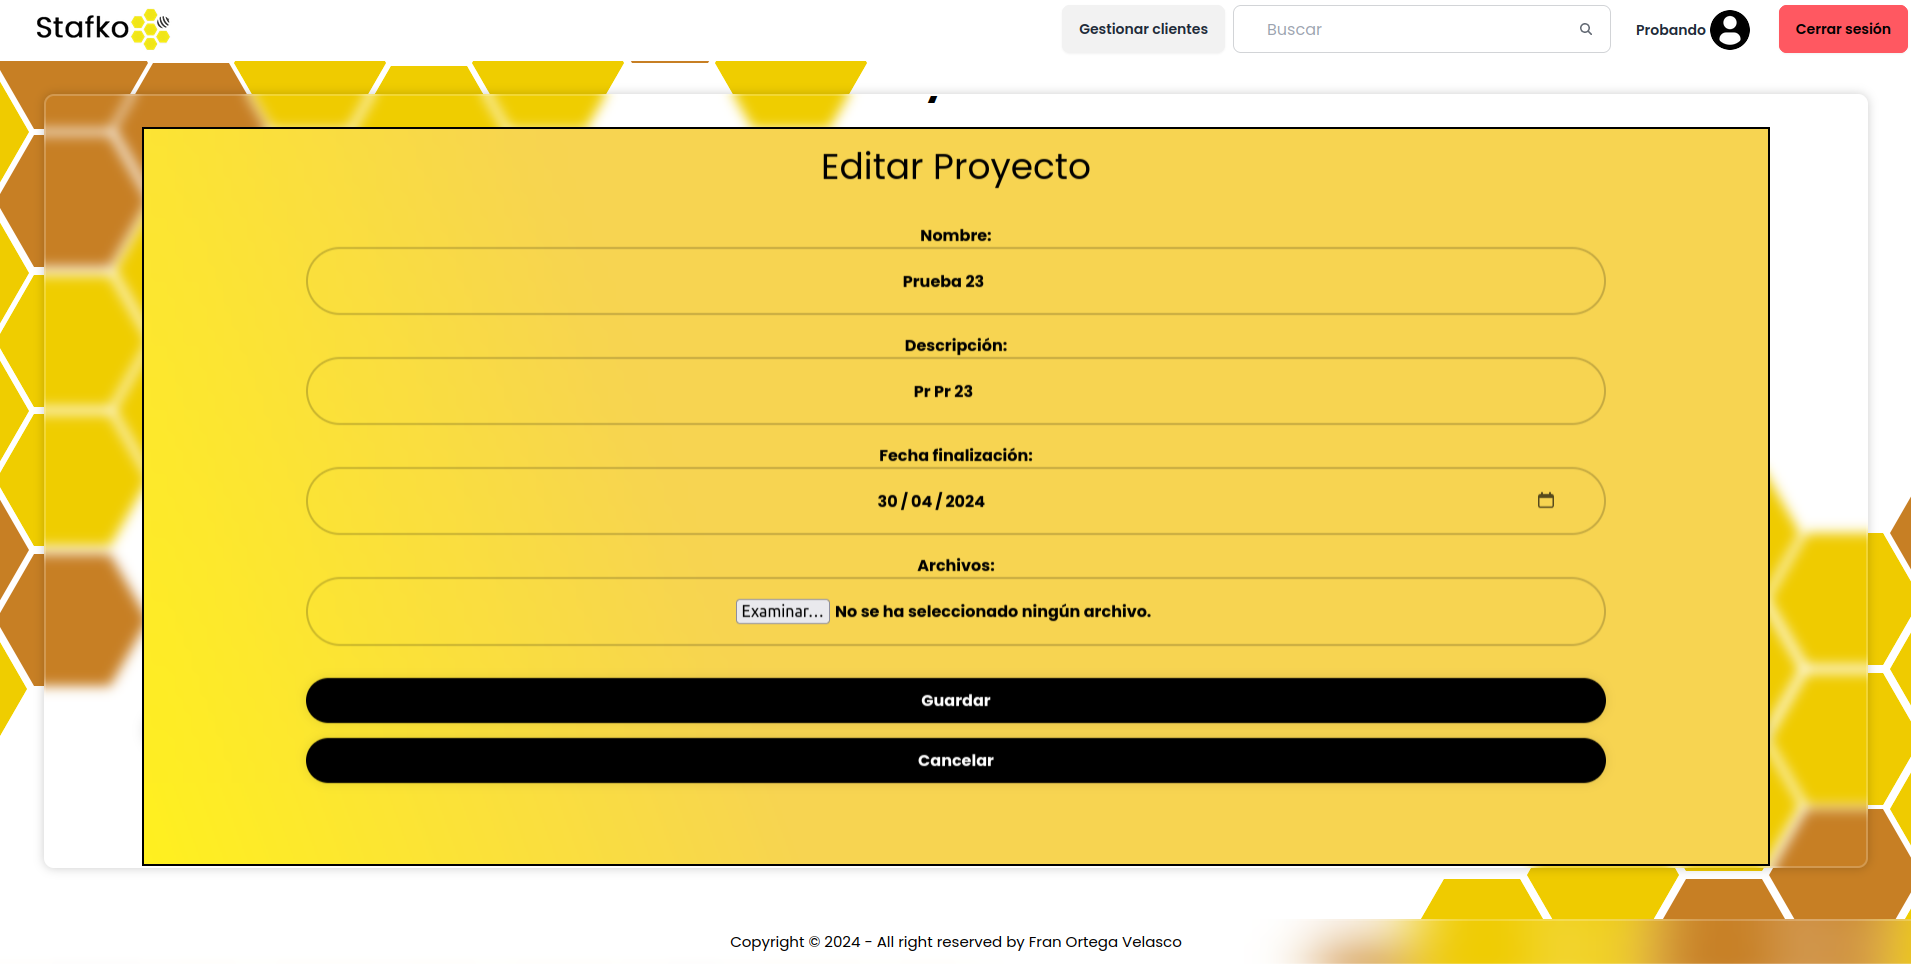 Stafko
Gestionar clientes
Buscar
Probando
Cerrar sesión
Editar Proyecto
Nombre:
Prueba 23
Descripción:
Pr Pr 23
Fecha finalización:
30 / 04 / 2024
Archivos:
Examinar... No se ha seleccionado ningún archivo.
Guardar
Cancelar
Copyright © 2024 - All right reserved by Fran Ortega Velasco